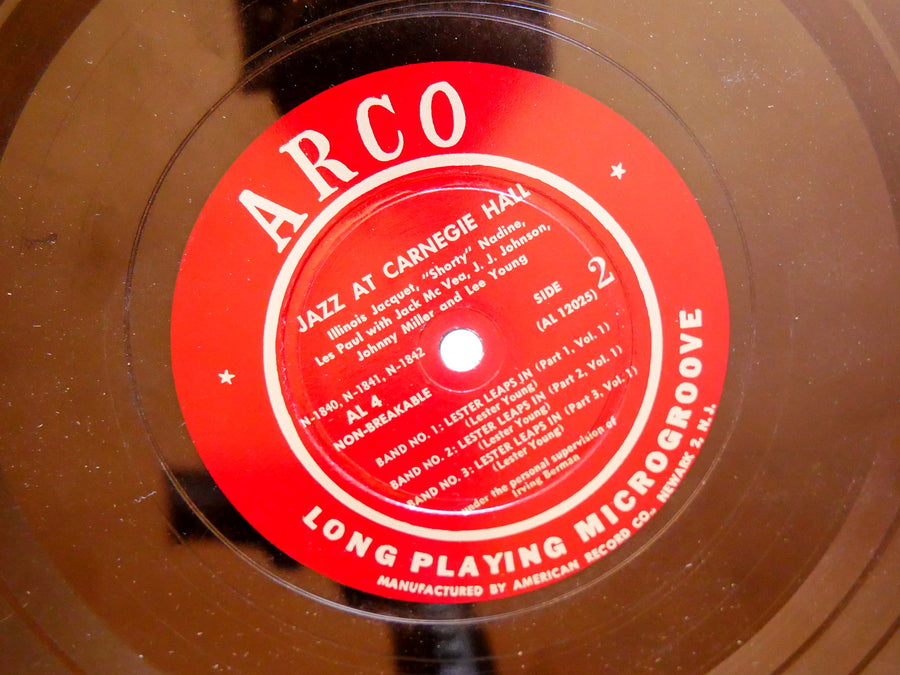 ARCO
JAZZ AT CARNEGIE HALL
Illinois Jacquet, "Shorty" Nadine,
Les Paul with Jack Mc Vea, J. J. Johnson,
Johnny Miller and Lee Young
SIDE 2
(AL 12025)
N-1840, N-1841, N-1842
AL 4
NON-BREAKABLE
BAND NO. 1: LESTER LEAPS JN (Part 1, Vol. 1)
(Lester Young)
BAND NO. 2: LESTER LEAPS IN (Part 2, Vol. 1)
(Lester Young)
BAND NO. 3: LESTER LEAPS IN (Part 3, Vol. 1)
(Lester Young)
under the personal supervision of
Irving Berman
LONG PLAYING MICROGROOVE
MANUFACTURED BY AMERICAN RECORD CO., NEWARK 2, N.J.